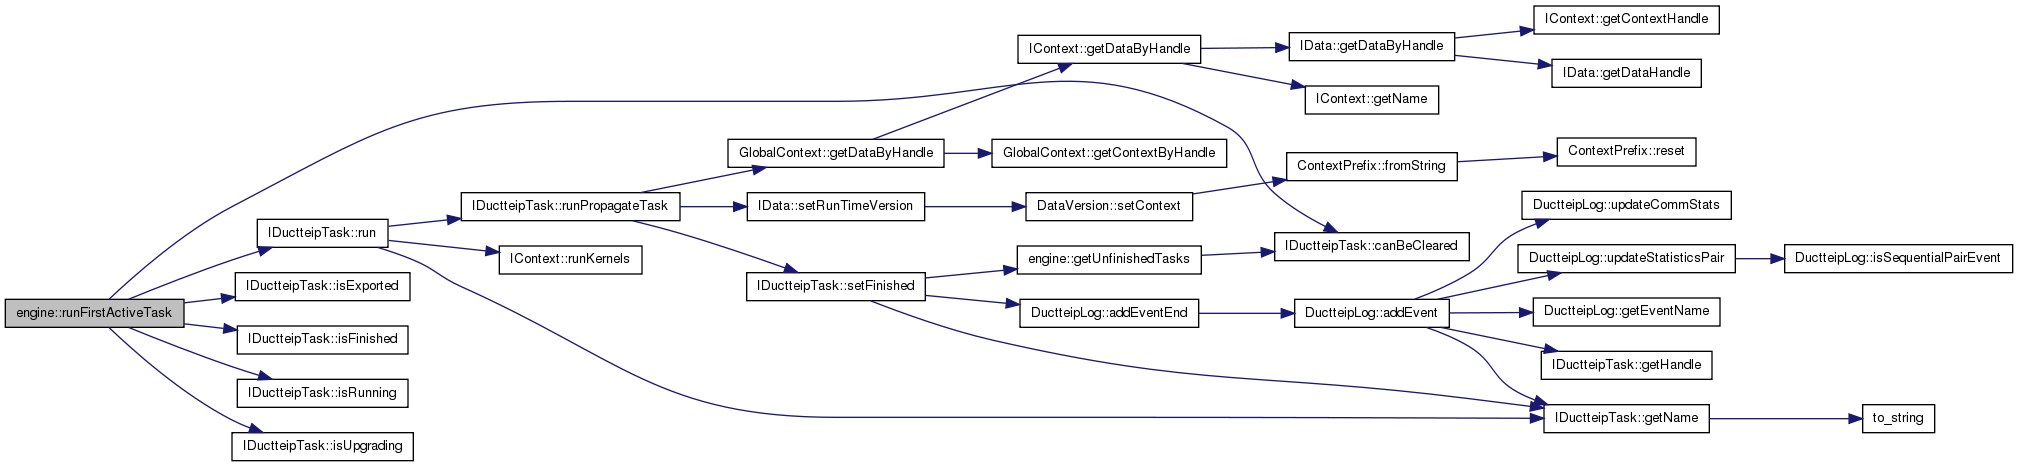 engine::runFirstActiveTask
IDuctteipTask::run
IDuctteipTask::isExported
IDuctteipTask::isFinished
IDuctteipTask::isRunning
IDuctteipTask::isUpgrading
IDuctteipTask::runPropagateTask
IContext::runKernels
GlobalContext::getDataByHandle
IData::setRunTimeVersion
IDuctteipTask::setFinished
IContext::getDataByHandle
GlobalContext::getContextByHandle
DataVersion::setContext
engine::getUnfinishedTasks
DuctteipLog::addEventEnd
IData::getDataByHandle
IContext::getName
ContextPrefix::fromString
IDuctteipTask::canBeCleared
DuctteipLog::addEvent
IContext::getContextHandle
IData::getDataHandle
ContextPrefix::reset
DuctteipLog::updateCommStats
DuctteipLog::updateStatisticsPair
DuctteipLog::getEventName
IDuctteipTask::getHandle
IDuctteipTask::getName
DuctteipLog::isSequentialPairEvent
to_string